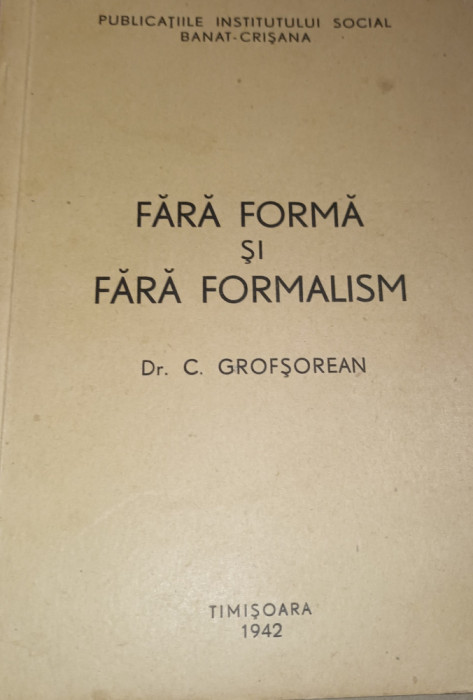 PUBLICAȚIILE INSTITUTULUI SOCIAL
BANAT-CRIȘANA
FĂRĂ FORMĂ
ȘI
FĂRĂ FORMALISM
Dr. C. GROFȘOREAN
TIMIȘOARA
1942